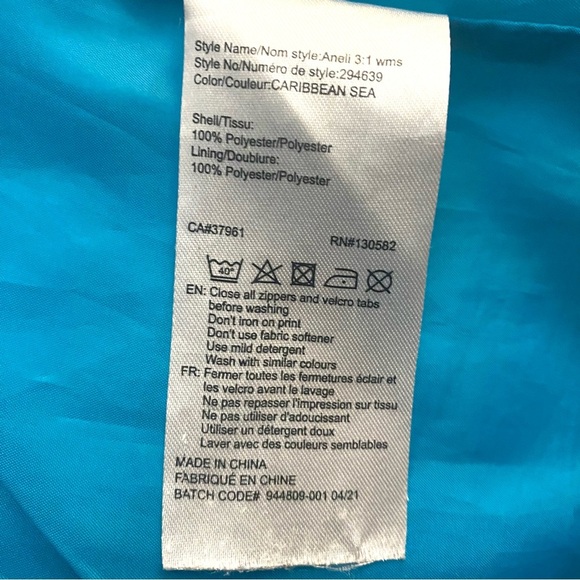 Style Name/Nom style:Aneli 3:1 wms
Style No/Numéro de style:294639
Color/Couleur:CARIBBEAN SEA
Shell/Tissu:
100% Polyester/Polyester
Lining/Doublure:
100% Polyester/Polyester
CA#37961 RN#130582
40°
EN: Close all zippers and velcro tabs
before washing
Don't iron on print
Don't use fabric softener
Use mild detergent
Wash with similar colours
FR: Fermer toutes les fermetures éclair et
les velcro avant le lavage
Ne pas repasser l'impression sur tissu
Ne pas utiliser d'adoucissant
Utiliser un détergent doux
Laver avec des couleurs semblables
MADE IN CHINA
FABRIQUÉ EN CHINE
BATCH CODE# 944809-001 04/21